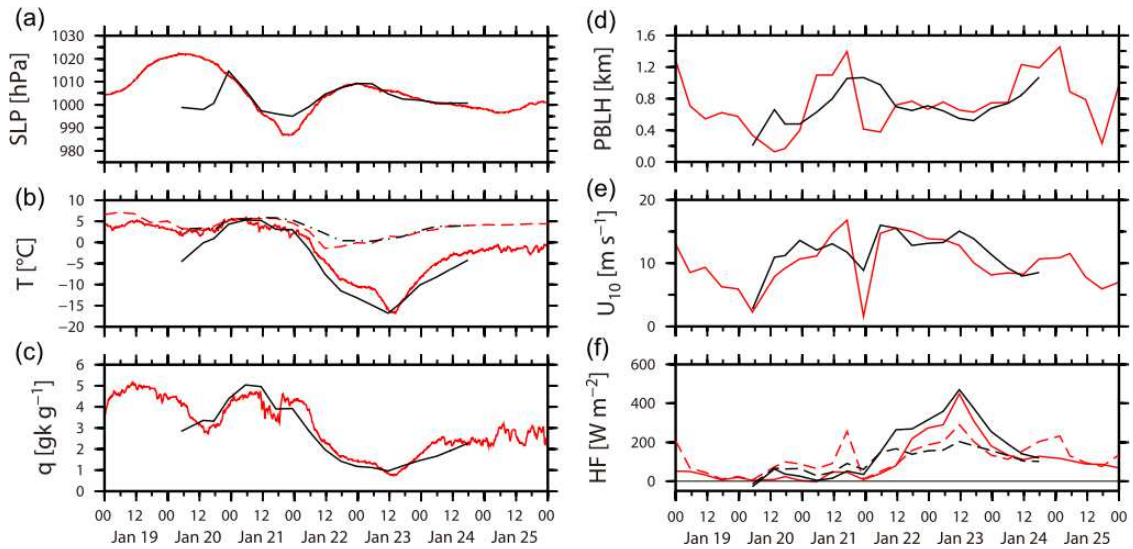 (a)
SLP [hPa]
1030
1020
1010
1000
990
980
(b)
T [°C]
10
5
0
−5
−10
−15
−20
(c)
q [gk g⁻¹]
6
5
4
3
2
1
0
00 12 00 12 00 12 00 12 00 12 00 12 00 12 00
Jan 19 Jan 20 Jan 21 Jan 22 Jan 23 Jan 24 Jan 25
(d)
PBLH [km]
1.6
1.2
0.8
0.4
0.0
(e)
U₁₀ [m s⁻¹]
20
10
0
(f)
HF [W m⁻²]
600
400
200
0
00 12 00 12 00 12 00 12 00 12 00 12 00 12 00
Jan 19 Jan 20 Jan 21 Jan 22 Jan 23 Jan 24 Jan 25